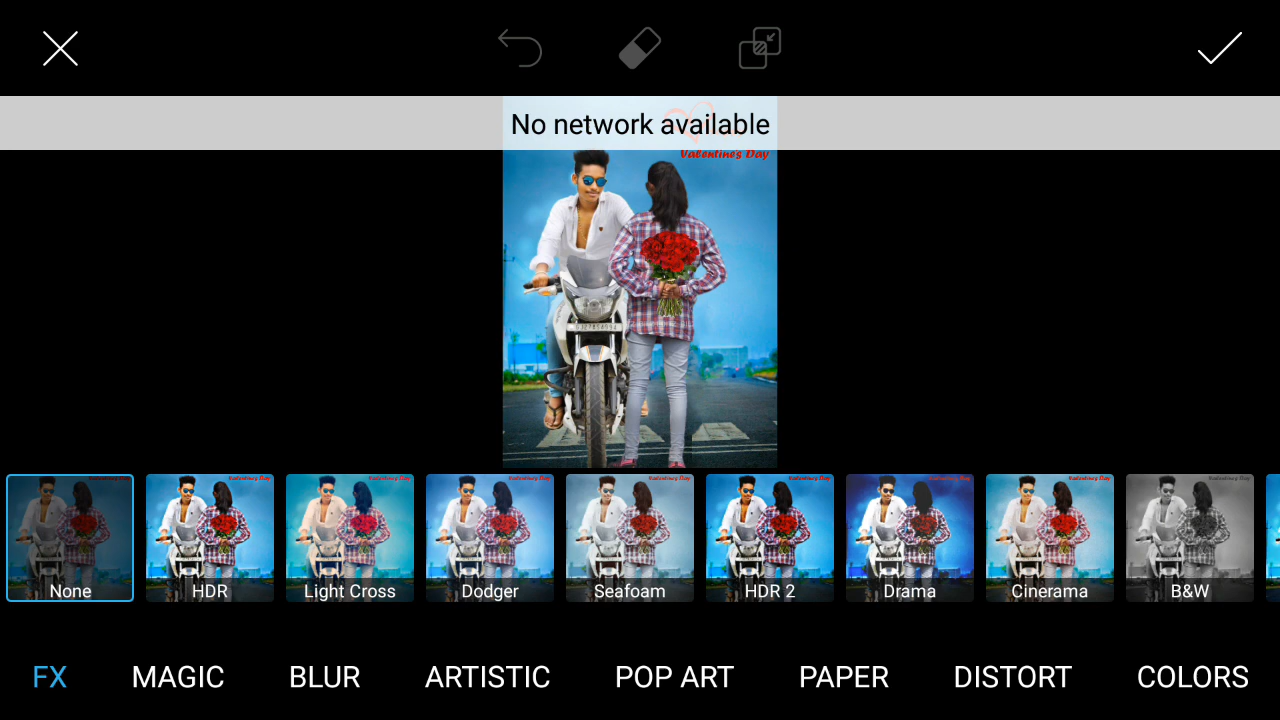 No network available
Valentine's Day
None
HDR
Light Cross
Dodger
Seafoam
HDR 2
Drama
Cinerama
B&W
FX
MAGIC
BLUR
ARTISTIC
POP ART
PAPER
DISTORT
COLORS